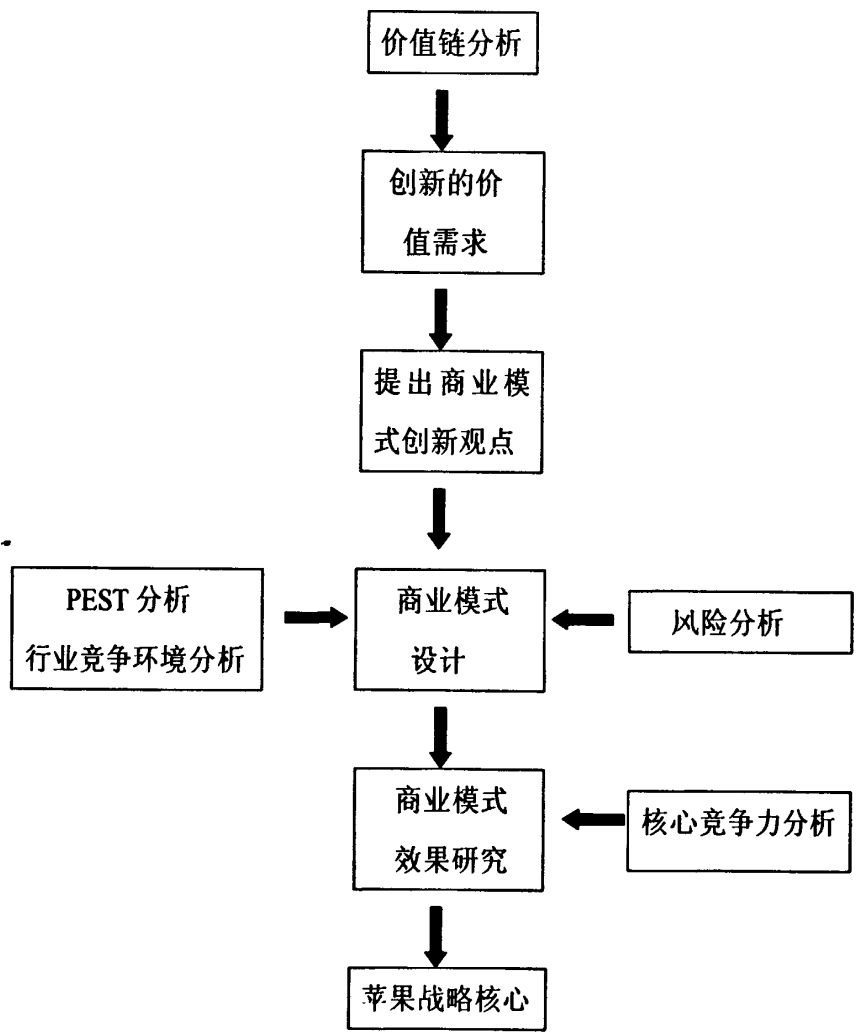 价值链分析
创新的价
值需求
提出商业模
式创新观点
PEST 分析
行业竞争环境分析
商业模式
设计
风险分析
商业模式
效果研究
核心竞争力分析
苹果战略核心